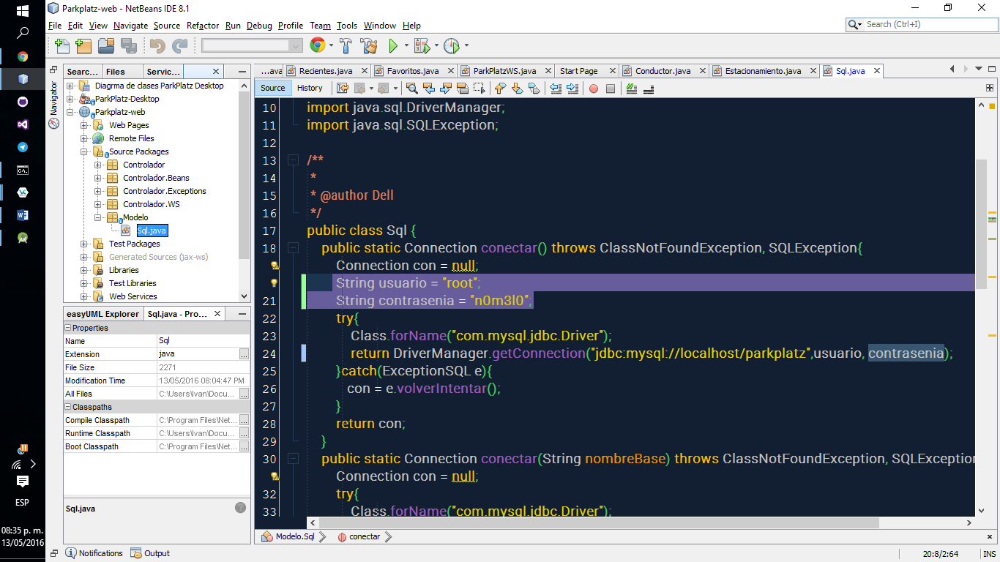 Parkplatz-web - NetBeans IDE 8.1
File Edit View Navigate Source Refactor Run Debug Profile Team Tools Window Help
Search (Ctrl+I)
Searc... Files Servic...
...ava Recientes.java Favoritos.java ParkPlatzWS.java Start Page Conductor.java Estacionamiento.java Sql.java
Source History
Navigator
Diagrma de clases ParkPlatz Desktop
ParkPlatz-Desktop
Parkplatz-web
Web Pages
Remote Files
Source Packages
Controlador
Controlador.Beans
Controlador.Exceptions
Controlador.WS
Modelo
Sql.java
Test Packages
Generated Sources (jax-ws)
Libraries
Test Libraries
Web Services
easyUML Explorer Sql.java - Pro...
Properties
Name Sql
Extension java
File Size 2271
Modification Time 13/05/2016 08:04:47 PM
All Files C:\Users\Ivan\Docu...
Classpaths
Compile Classpath C:\Program Files\Net...
Runtime Classpath C:\Users\Ivan\Docu...
Boot Classpath C:\Program Files\Net...
Sql.java
10 import java.sql.DriverManager;
11 import java.sql.SQLException;
12
13 /**
14 *
15 * @author Dell
16 */
17 public class Sql {
18 public static Connection conectar() throws ClassNotFoundException, SQLException{
Connection con = null;
String usuario = "root";
21 String contrasenia = "n0m3l0";
22 try{
23 Class.forName("com.mysql.jdbc.Driver");
24 return DriverManager.getConnection("jdbc:mysql://localhost/parkplatz",usuario, contrasenia);
25 }catch(ExceptionSQL e){
26 con = e.volverIntentar();
27 }
28 return con;
29 }
30 public static Connection conectar(String nombreBase) throws ClassNotFoundException, SQLException
Connection con = null;
32 try{
33 Class.forName("com.mysql.jdbc.Driver");
Modelo.Sql conectar
Notifications Output
20:8/2:64 INS
ESP
08:35 p. m.
13/05/2016